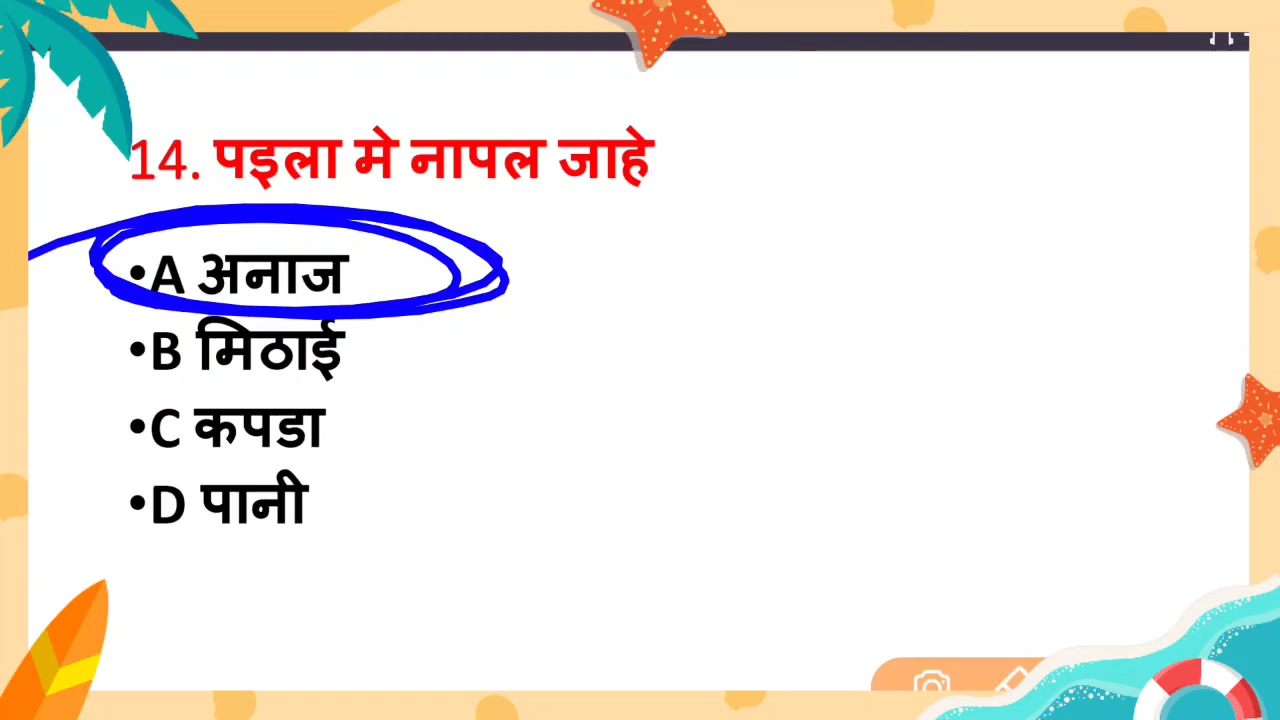 14. पइला मे नापल जाहे
•A अनाज
•B मिठाई
•C कपडा
•D पानी